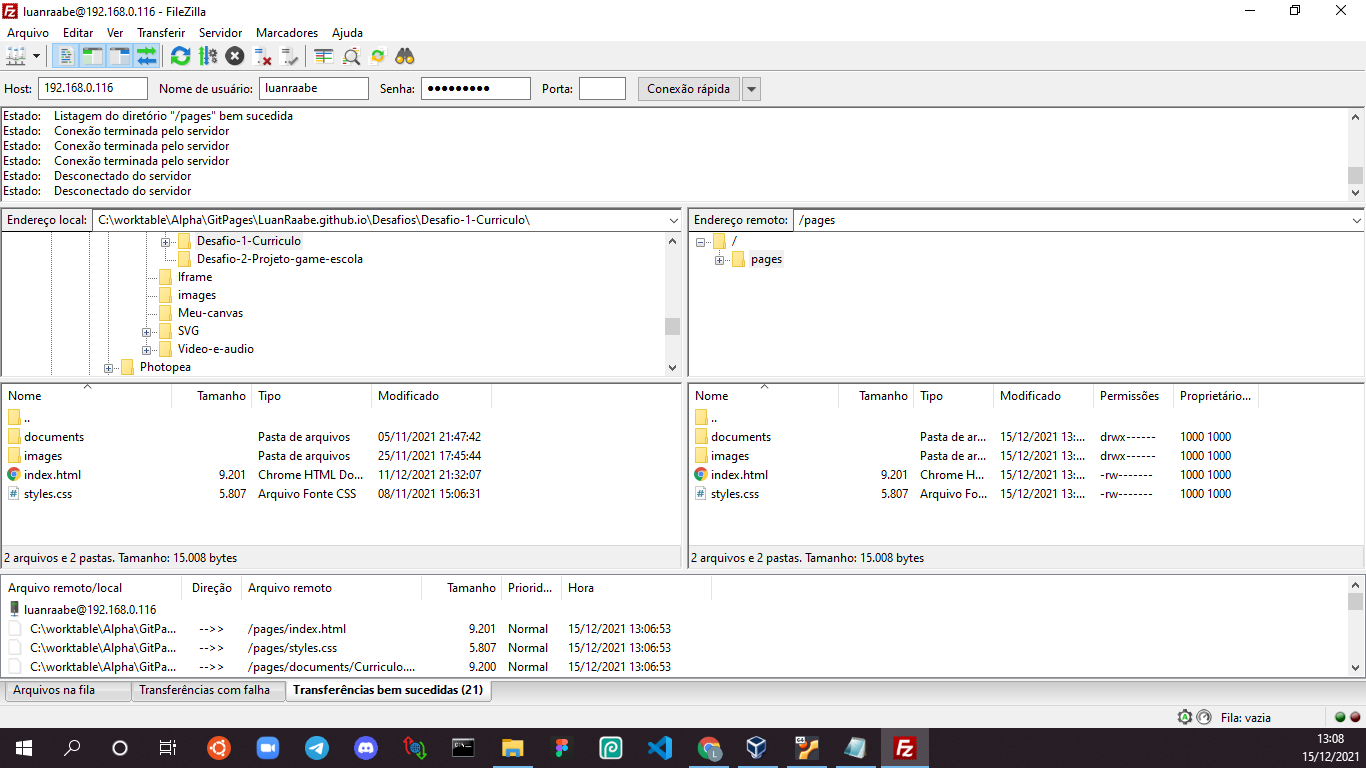 luanraabe@192.168.0.116 - FileZilla
Arquivo Editar Ver Transferir Servidor Marcadores Ajuda
Host: 192.168.0.116 Nome de usuário: luanraabe Senha: ●●●●●●●●● Porta: Conexão rápida
Estado: Listagem do diretório "/pages" bem sucedida
Estado: Conexão terminada pelo servidor
Estado: Conexão terminada pelo servidor
Estado: Conexão terminada pelo servidor
Estado: Desconectado do servidor
Estado: Desconectado do servidor
Endereço local: C:\worktable\Alpha\GitPages\LuanRaabe.github.io\Desafios\Desafio-1-Curriculo\
Desafio-1-Curriculo
Desafio-2-Projeto-game-escola
Iframe
images
Meu-canvas
SVG
Video-e-audio
Photopea
Endereço remoto: /pages
/
pages
Nome Tamanho Tipo Modificado
..
documents Pasta de arquivos 05/11/2021 21:47:42
images Pasta de arquivos 25/11/2021 17:45:44
index.html 9.201 Chrome HTML Do... 11/12/2021 21:32:07
styles.css 5.807 Arquivo Fonte CSS 08/11/2021 15:06:31
2 arquivos e 2 pastas. Tamanho: 15.008 bytes
Nome Tamanho Tipo Modificado Permissões Proprietário...
..
documents Pasta de ar... 15/12/2021 13:... drwx------ 1000 1000
images Pasta de ar... 15/12/2021 13:... drwx------ 1000 1000
index.html 9.201 Chrome H... 15/12/2021 13:... -rw------- 1000 1000
styles.css 5.807 Arquivo Fo... 15/12/2021 13:... -rw------- 1000 1000
2 arquivos e 2 pastas. Tamanho: 15.008 bytes
Arquivo remoto/local Direção Arquivo remoto Tamanho Priorid... Hora
luanraabe@192.168.0.116
C:\worktable\Alpha\GitPa... -->> /pages/index.html 9.201 Normal 15/12/2021 13:06:53
C:\worktable\Alpha\GitPa... -->> /pages/styles.css 5.807 Normal 15/12/2021 13:06:53
C:\worktable\Alpha\GitPa... -->> /pages/documents/Curriculo.... 9.200 Normal 15/12/2021 13:06:53
Arquivos na fila Transferências com falha Transferências bem sucedidas (21)
Fila: vazia
13:08
15/12/2021